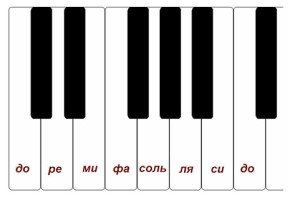 до ре ми фа соль ля си до